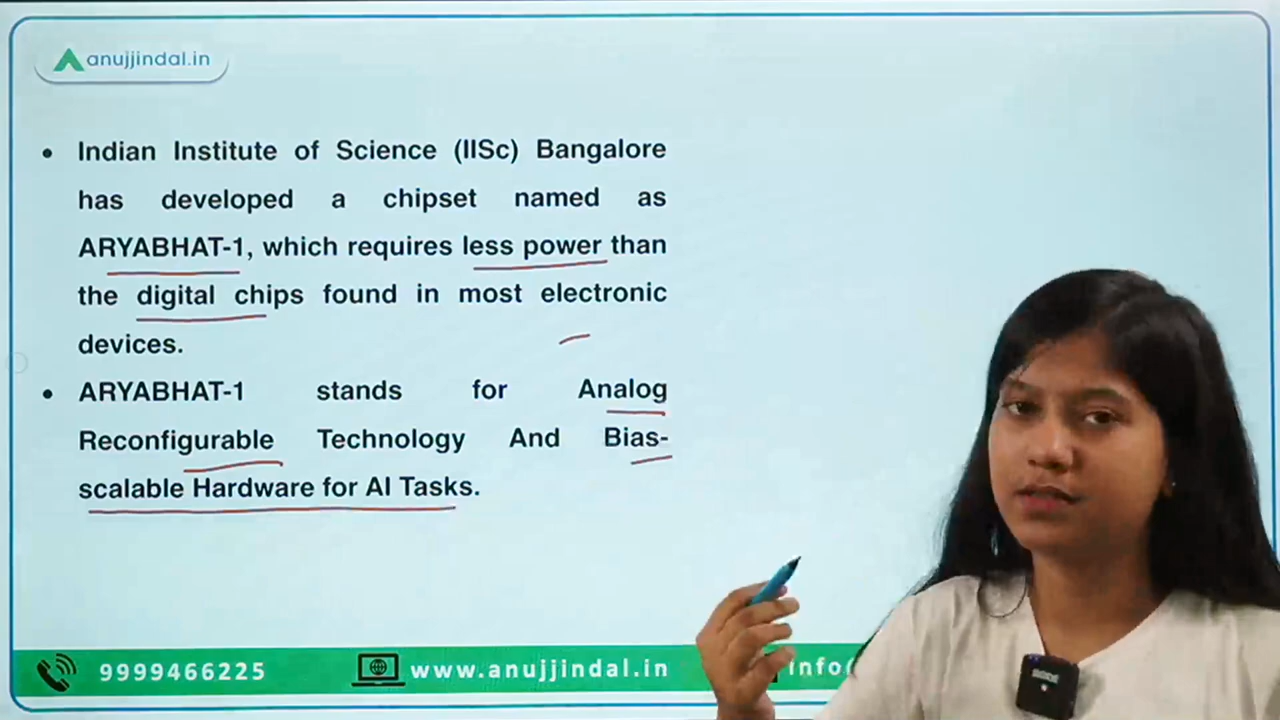 anujjindal.in
• Indian Institute of Science (IISc) Bangalore
has developed a chipset named as
ARYABHAT-1, which requires less power than
the digital chips found in most electronic
devices.
• ARYABHAT-1 stands for Analog
Reconfigurable Technology And Bias-
scalable Hardware for AI Tasks.
9999466225 www.anujjindal.in info